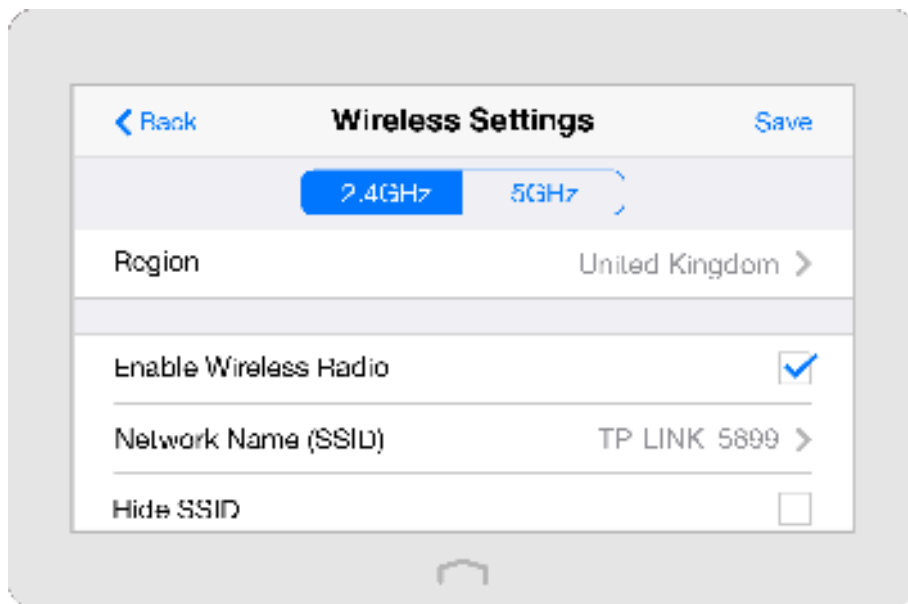 Back Wireless Settings Save
2.4GHz 5GHz
Region United Kingdom
Enable Wireless Radio
Network Name (SSID) TP LINK 5899
Hide SSID